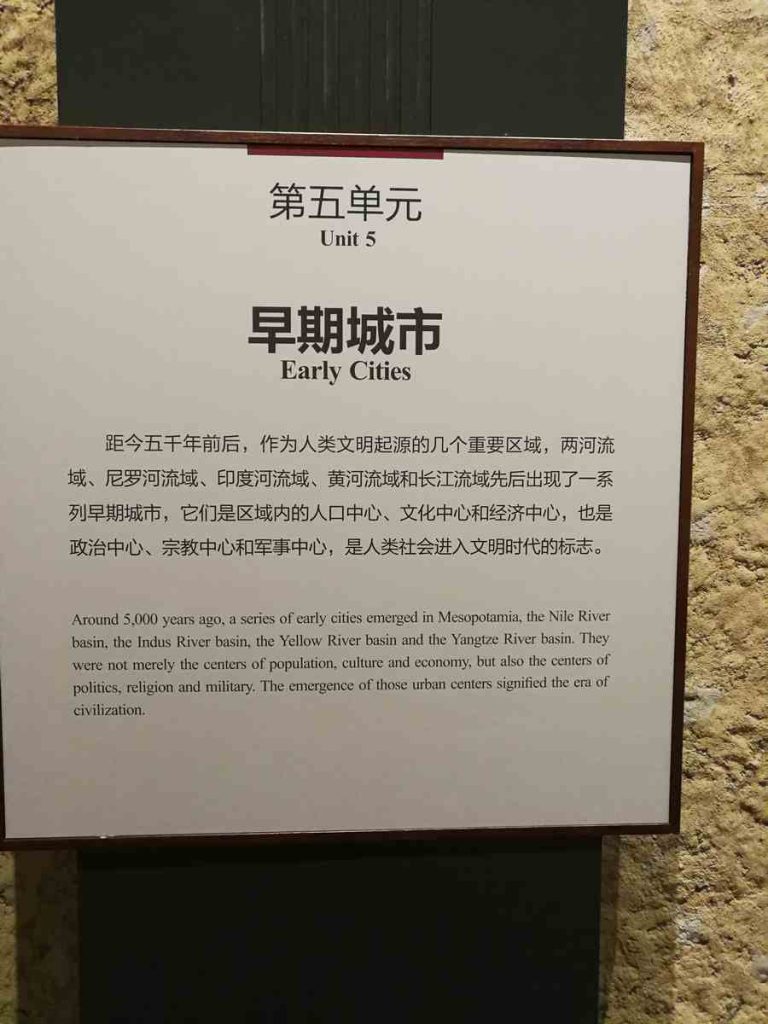 第五单元
Unit 5
早期城市
Early Cities
距今五千年前后，作为人类文明起源的几个重要区域，两河流
域、尼罗河流域、印度河流域、黄河流域和长江流域先后出现了一系
列早期城市，它们是区域内的人口中心、文化中心和经济中心，也是
政治中心、宗教中心和军事中心，是人类社会进入文明时代的标志。
Around 5,000 years ago, a series of early cities emerged in Mesopotamia, the Nile River
basin, the Indus River basin, the Yellow River basin and the Yangtze River basin. They
were not merely the centers of population, culture and economy, but also the centers of
politics, religion and military. The emergence of those urban centers signified the era of
civilization.